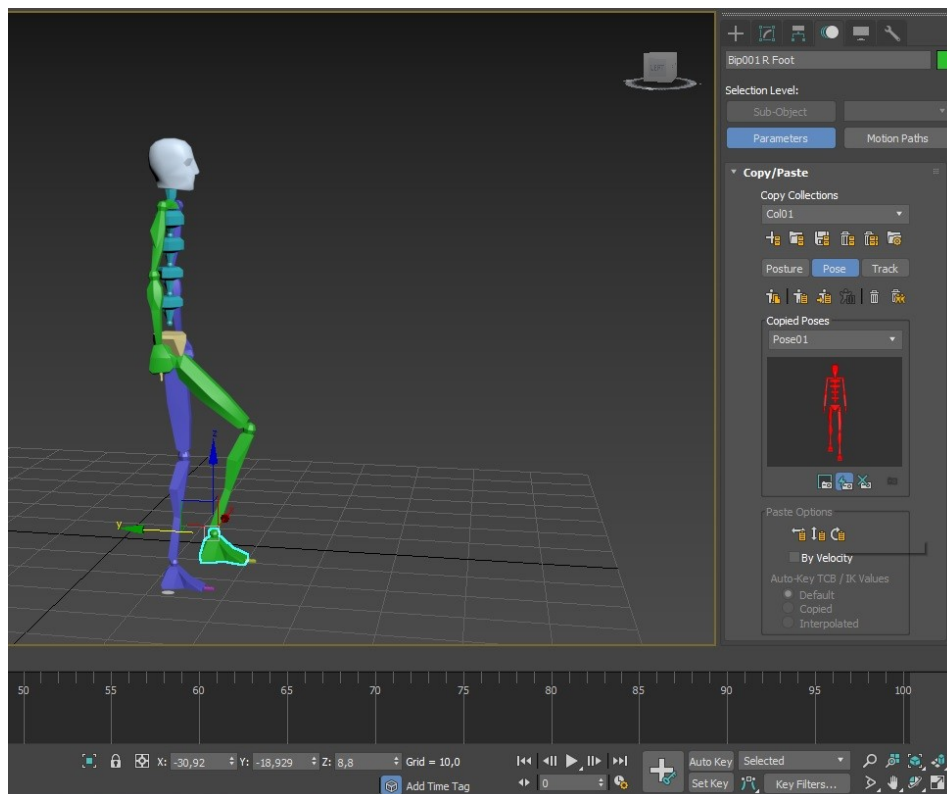 Bip001 R Foot
Selection Level:
Sub-Object
Parameters Motion Paths
Copy/Paste
Copy Collections
Col01
Posture Pose Track
Copied Poses
Pose01
Paste Options
By Velocity
Auto-Key TCB / IK Values
Default
Copied
Interpolated
z
y
LEFT
50 55 60 65 70 75 80 85 90 95 100
X: -30,92 Y: -18,929 Z: 8,8 Grid = 10,0
Auto Key Selected
Add Time Tag
0
Set Key Key Filters...